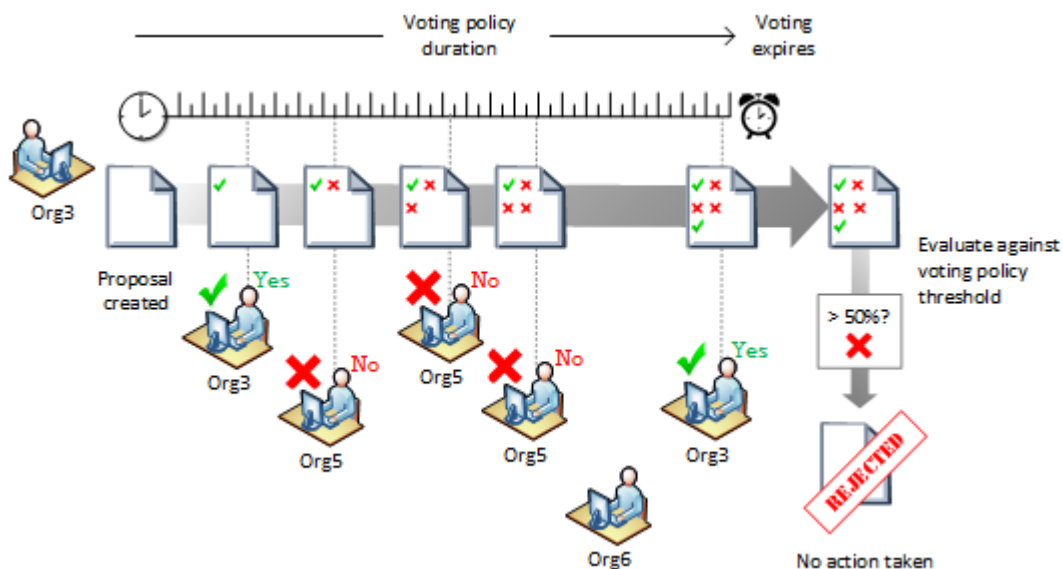 Voting policy
duration
Voting
expires
Org3
Proposal
created
Yes
Org3
No
Org5
No
Org5
No
Org5
Org6
Yes
Org3
Evaluate against
voting policy
threshold
> 50%?
REJECTED
No action taken